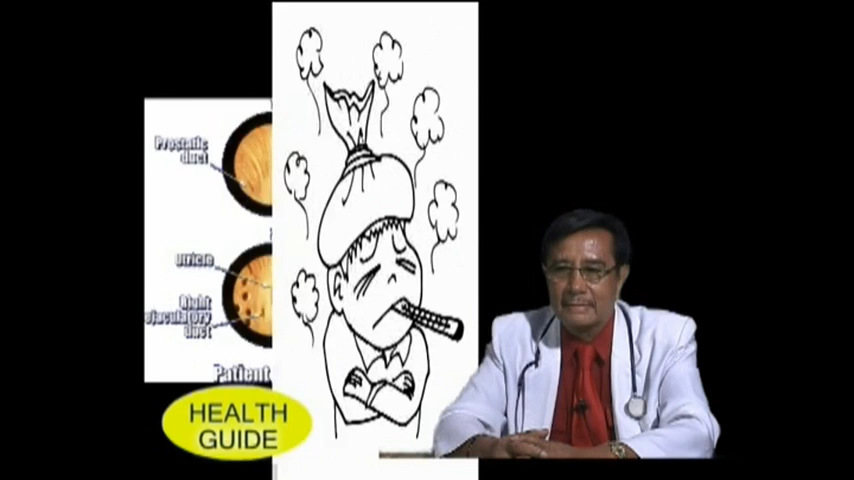 Prostatic
duct
utricle
Right
ejaculatory
duct
Patient
HEALTH
GUIDE